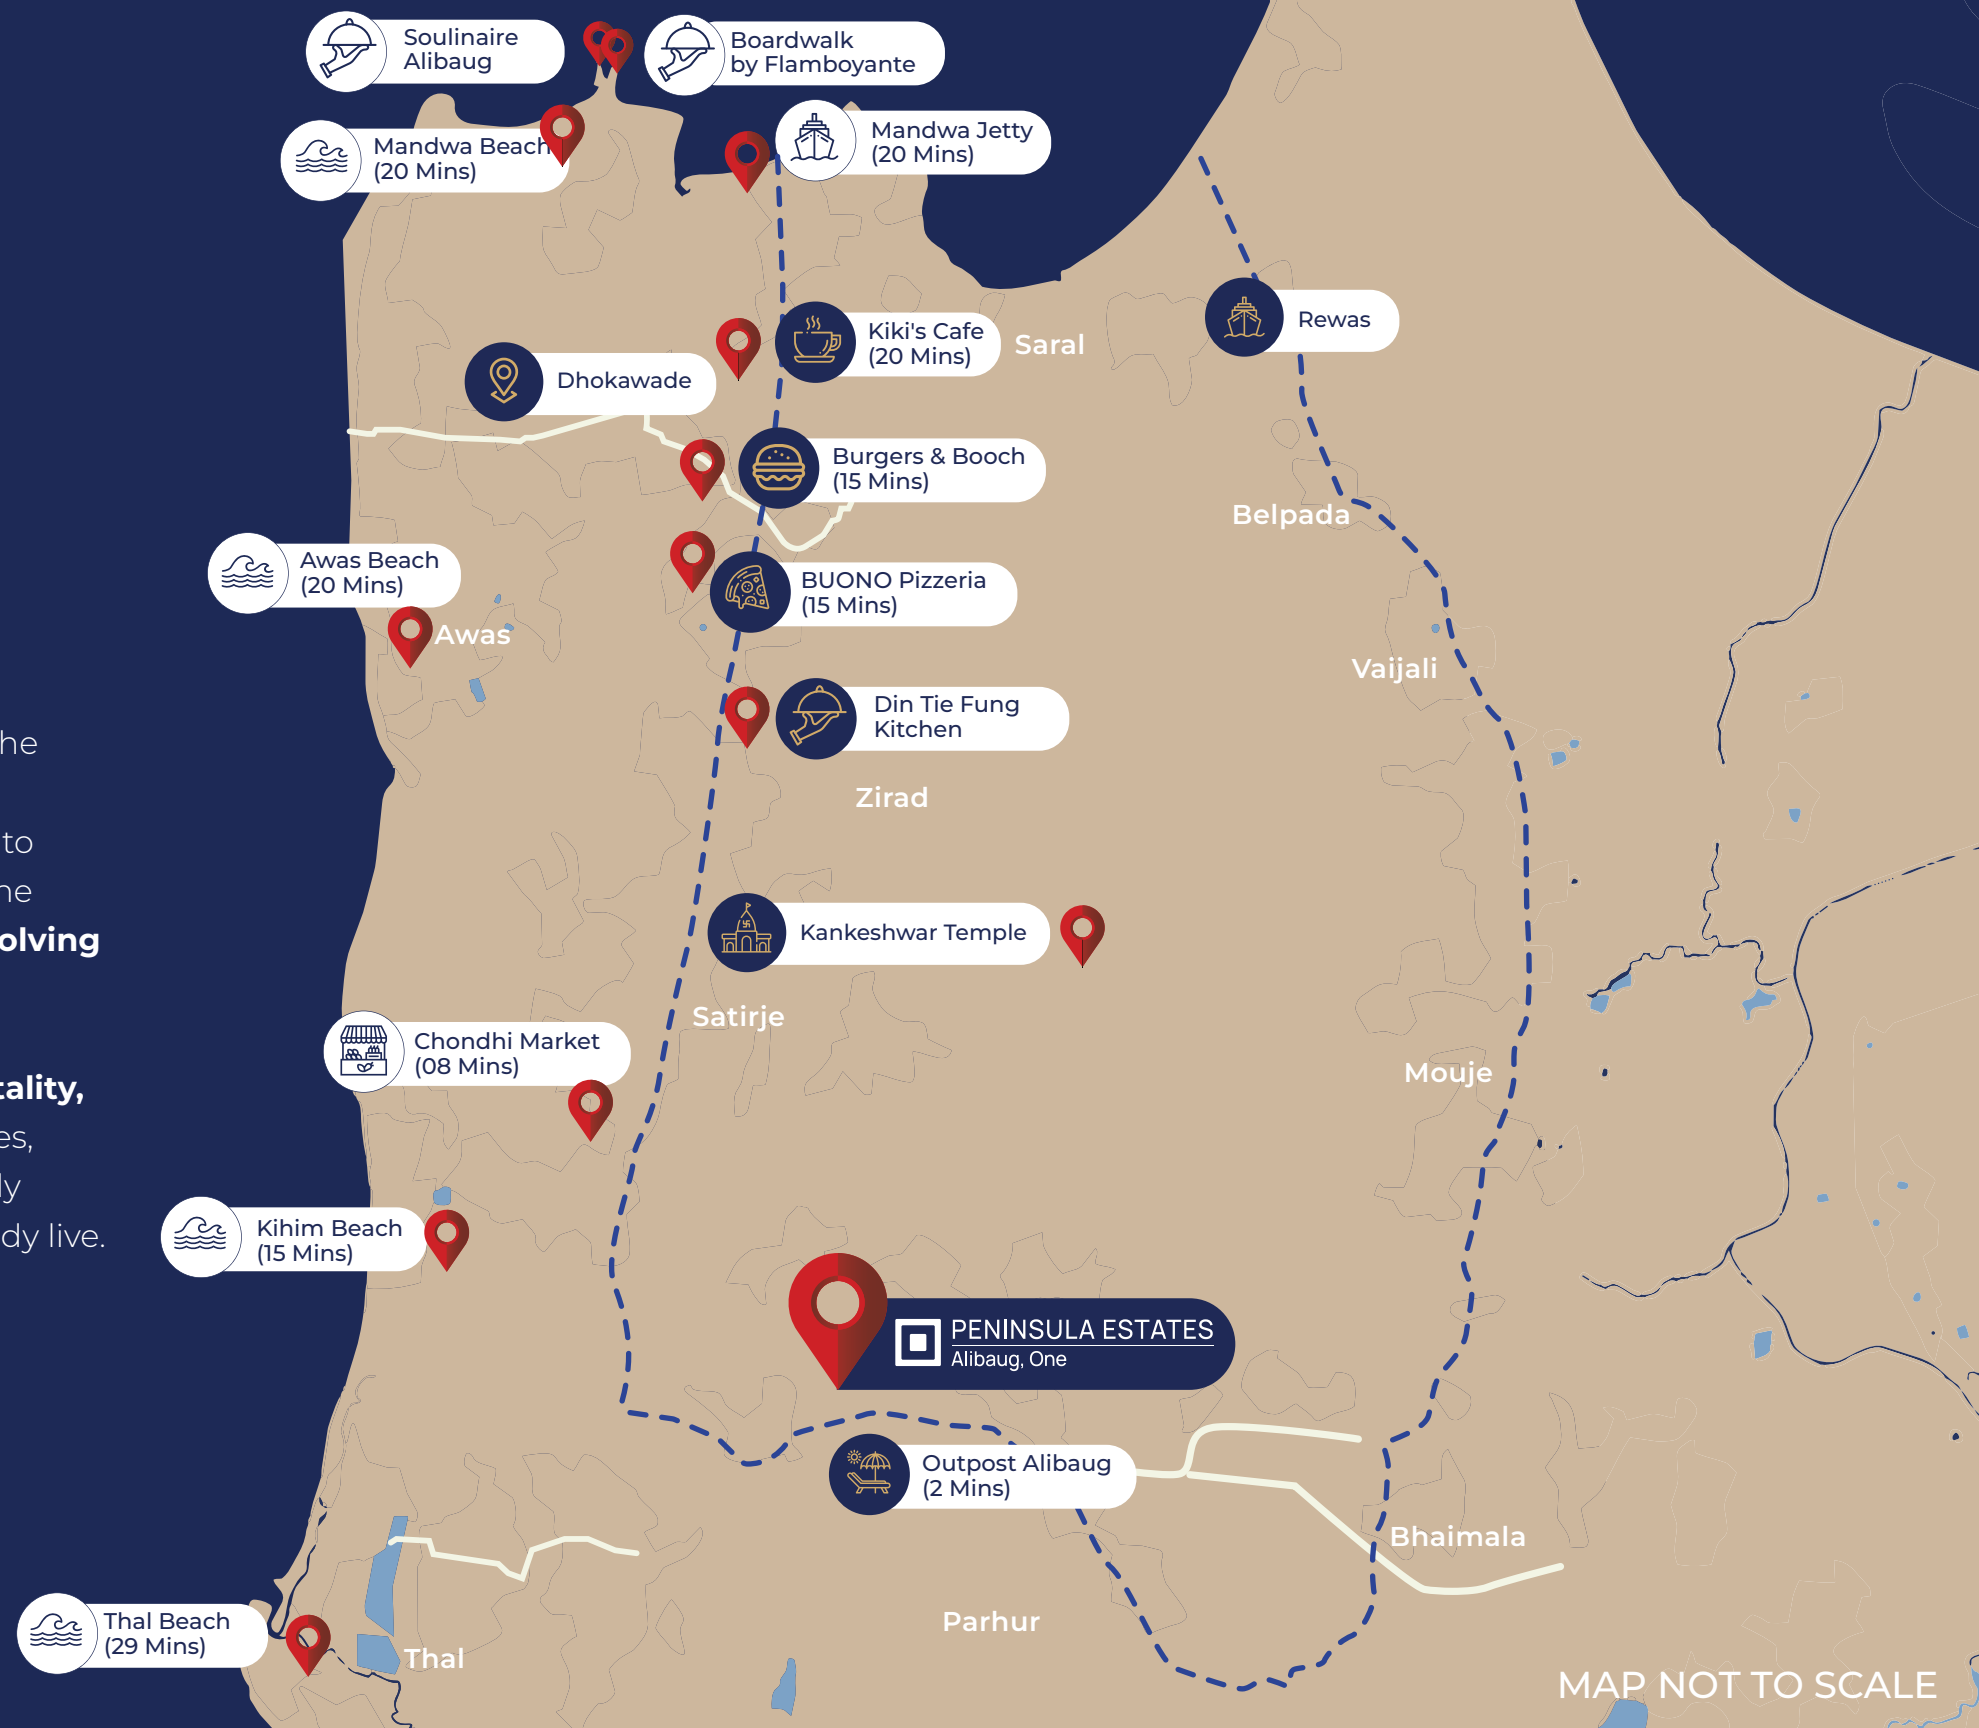 Soulinaire
Alibaug
Boardwalk
by Flamboyante
Mandwa Beach
(20 Mins)
Mandwa Jetty
(20 Mins)
Rewas
Kiki's Cafe
(20 Mins)
Saral
Dhokawade
Burgers & Booch
(15 Mins)
Belpada
Awas Beach
(20 Mins)
BUONO Pizzeria
(15 Mins)
Awas
Vaijali
Din Tie Fung
Kitchen
Zirad
Kankeshwar Temple
Satirje
Chondhi Market
(08 Mins)
Mouje
Kihim Beach
(15 Mins)
PENINSULA ESTATES
Alibaug, One
Outpost Alibaug
(2 Mins)
Bhaimala
Parhur
Thal Beach
(29 Mins)
Thal
MAP NOT TO SCALE
he
to
ne
olving
tality,
es,
ly
dy live.